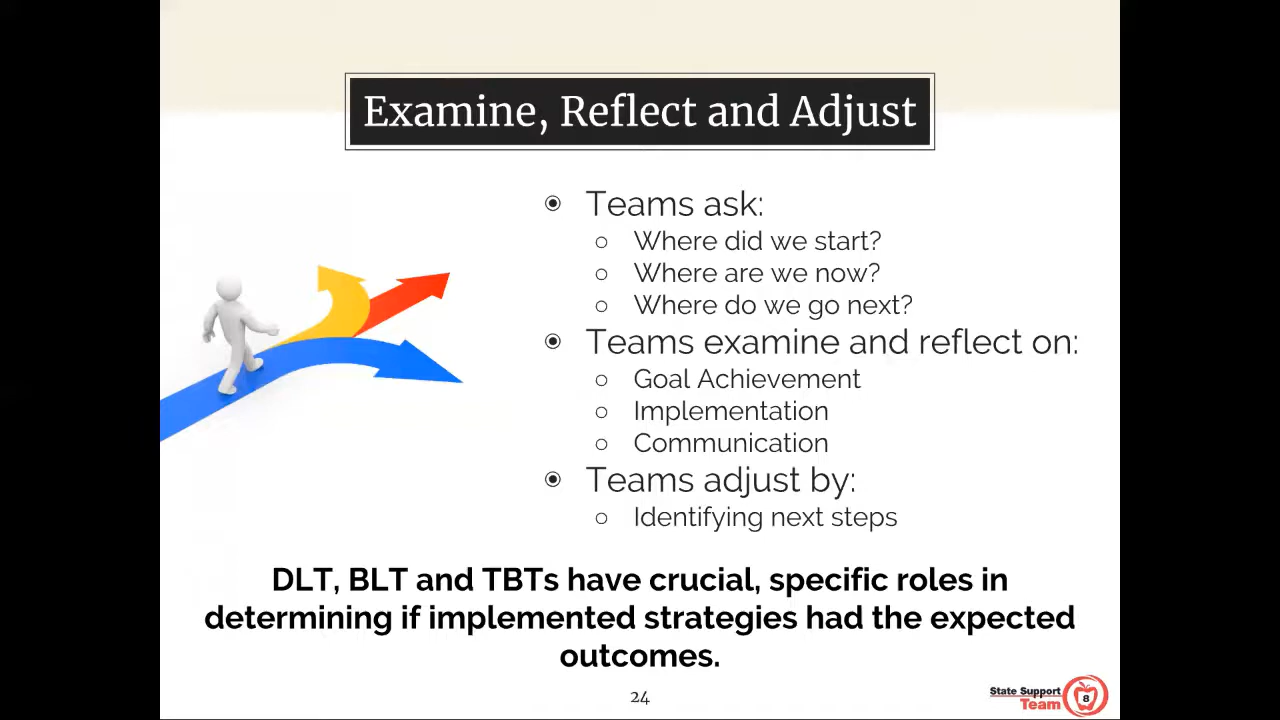 Examine, Reflect and Adjust
Teams ask:
Where did we start?
Where are we now?
Where do we go next?
Teams examine and reflect on:
Goal Achievement
Implementation
Communication
Teams adjust by:
Identifying next steps
DLT, BLT and TBTs have crucial, specific roles in
determining if implemented strategies had the expected
outcomes.
24
State Support
Team
8